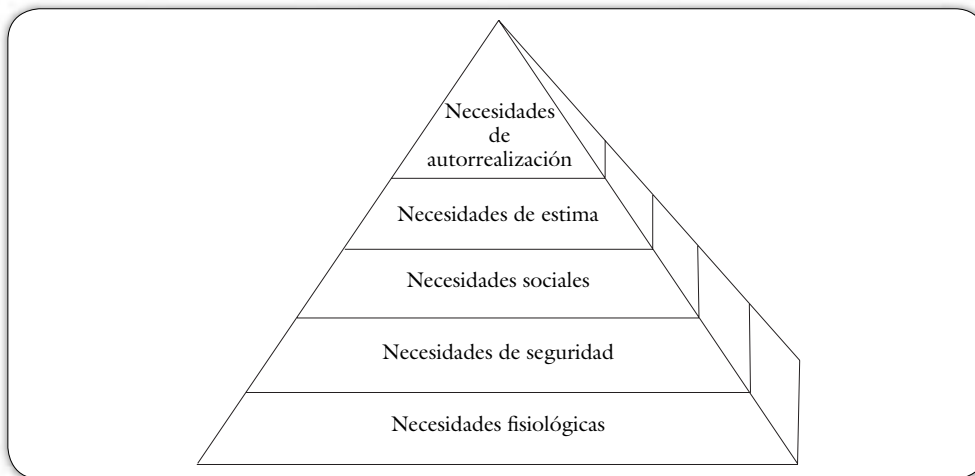 Necesidades
de
autorrealización
Necesidades de estima
Necesidades sociales
Necesidades de seguridad
Necesidades fisiológicas